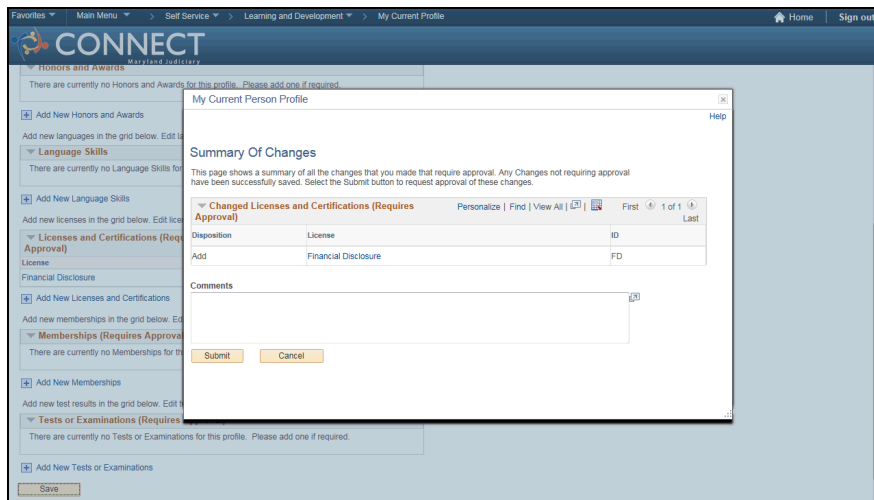 Favorites Main Menu > Self Service > Learning and Development > My Current Profile
Home Sign out
CONNECT
Maryland Judiciary
Honors and Awards
There are currently no Honors and Awards for this profile. Please add one if required.
Add New Honors and Awards
Add new languages in the grid below. Edit
Language Skills
There are currently no Language Skills for
Add New Language Skills
Add new licenses in the grid below. Edit
Licenses and Certifications
Approval)
License
Financial Disclosure
Add New Licenses and Certifications
Add new memberships in the grid below.
Memberships (Requires Approval
There are currently no Memberships for
Add New Memberships
Add new test results in the grid below. Edit
Tests or Examinations (Requires
There are currently no Tests or Examinations for this profile. Please add one if required.
Add New Tests or Examinations
Save
My Current Person Profile
Help
Summary Of Changes
This page shows a summary of all the changes that you made that require approval. Any Changes not requiring approval
have been successfully saved. Select the Submit button to request approval of these changes.
Changed Licenses and Certifications (Requires
Approval)
Personalize | Find | View All | | First 1 of 1
Last
Disposition License ID
Add Financial Disclosure FD
Comments
Submit Cancel